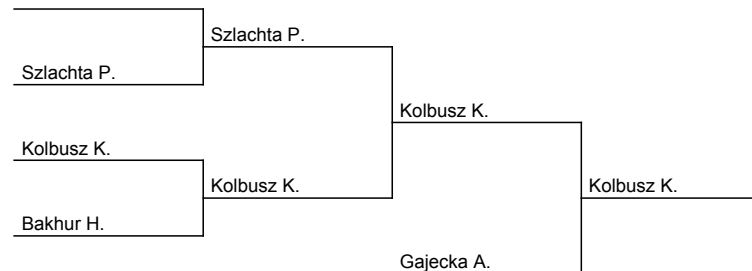 Szlachta P.
Szlachta P.
Kolbusz K.
Kolbusz K.
Kolbusz K.
Kolbusz K.
Bakhur H.
Gajecka A.